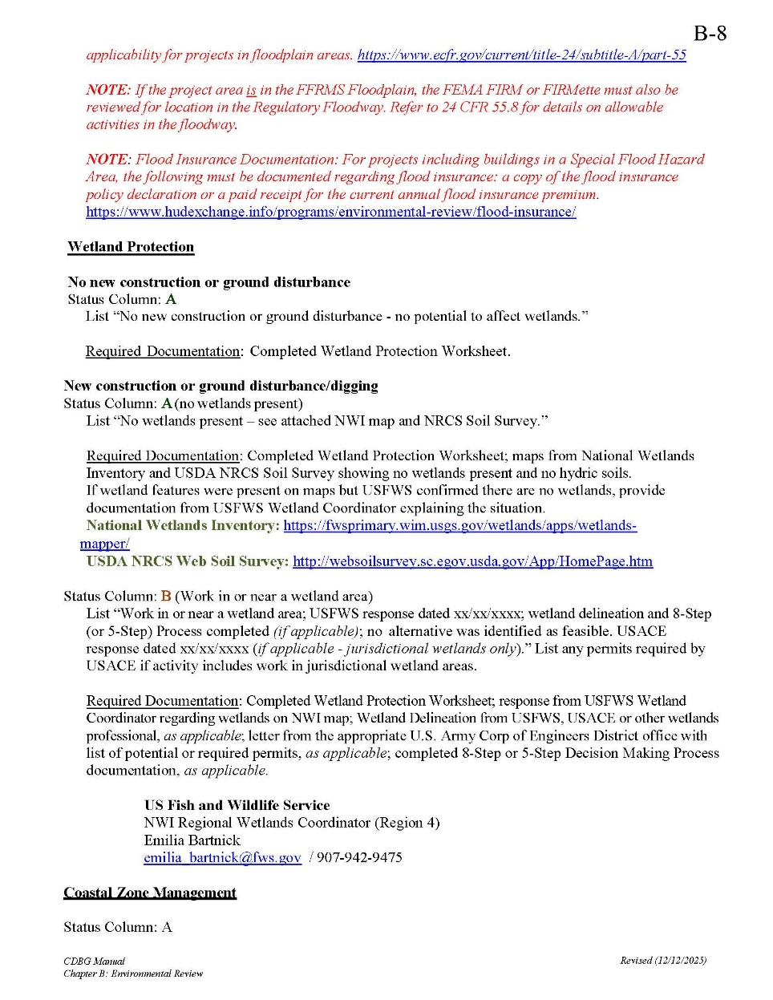 B-8
applicability for projects in floodplain areas. https://www.ecfr.gov/current/title-24/subtitle-A/part-55
NOTE: If the project area is in the FFRMS Floodplain, the FEMA FIRM or FIRMette must also be
reviewed for location in the Regulatory Floodway. Refer to 24 CFR 55.8 for details on allowable
activities in the floodway.
NOTE: Flood Insurance Documentation: For projects including buildings in a Special Flood Hazard
Area, the following must be documented regarding flood insurance: a copy of the flood insurance
policy declaration or a paid receipt for the current annual flood insurance premium.
https://www.hudexchange.info/programs/environmental-review/flood-insurance/
Wetland Protection
No new construction or ground disturbance
Status Column: A
List “No new construction or ground disturbance - no potential to affect wetlands.”
Required Documentation: Completed Wetland Protection Worksheet.
New construction or ground disturbance/digging
Status Column: A (no wetlands present)
List “No wetlands present – see attached NWI map and NRCS Soil Survey.”
Required Documentation: Completed Wetland Protection Worksheet; maps from National Wetlands
Inventory and USDA NRCS Soil Survey showing no wetlands present and no hydric soils.
If wetland features were present on maps but USFWS confirmed there are no wetlands, provide
documentation from USFWS Wetland Coordinator explaining the situation.
National Wetlands Inventory: https://fwsprimary.wim.usgs.gov/wetlands/apps/wetlands-
mapper/
USDA NRCS Web Soil Survey: http://websoilsurvey.sc.egov.usda.gov/App/HomePage.htm
Status Column: B (Work in or near a wetland area)
List “Work in or near a wetland area; USFWS response dated xx/xx/xxxx; wetland delineation and 8-Step
(or 5-Step) Process completed (if applicable); no alternative was identified as feasible. USACE
response dated xx/xx/xxxx (if applicable - jurisdictional wetlands only).” List any permits required by
USACE if activity includes work in jurisdictional wetland areas.
Required Documentation: Completed Wetland Protection Worksheet; response from USFWS Wetland
Coordinator regarding wetlands on NWI map; Wetland Delineation from USFWS, USACE or other wetlands
professional, as applicable; letter from the appropriate U.S. Army Corp of Engineers District office with
list of potential or required permits, as applicable; completed 8-Step or 5-Step Decision Making Process
documentation, as applicable.
US Fish and Wildlife Service
NWI Regional Wetlands Coordinator (Region 4)
Emilia Bartnick
emilia_bartnick@fws.gov / 907-942-9475
Coastal Zone Management
Status Column: A
CDBG Manual
Chapter B: Environmental Review
Revised (12/12/2025)